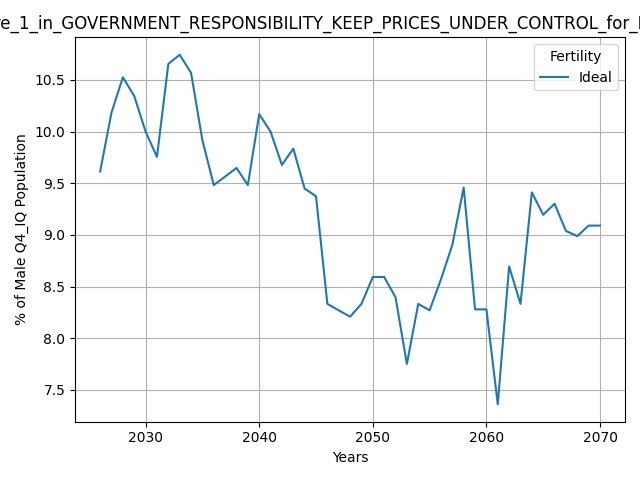 re_1_in_GOVERNMENT_RESPONSIBILITY_KEEP_PRICES_UNDER_CONTROL_for_
Fertility
Ideal
10.5
10.0
9.5
9.0
8.5
8.0
7.5
% of Male Q4_IQ Population
2030 2040 2050 2060 2070
Years